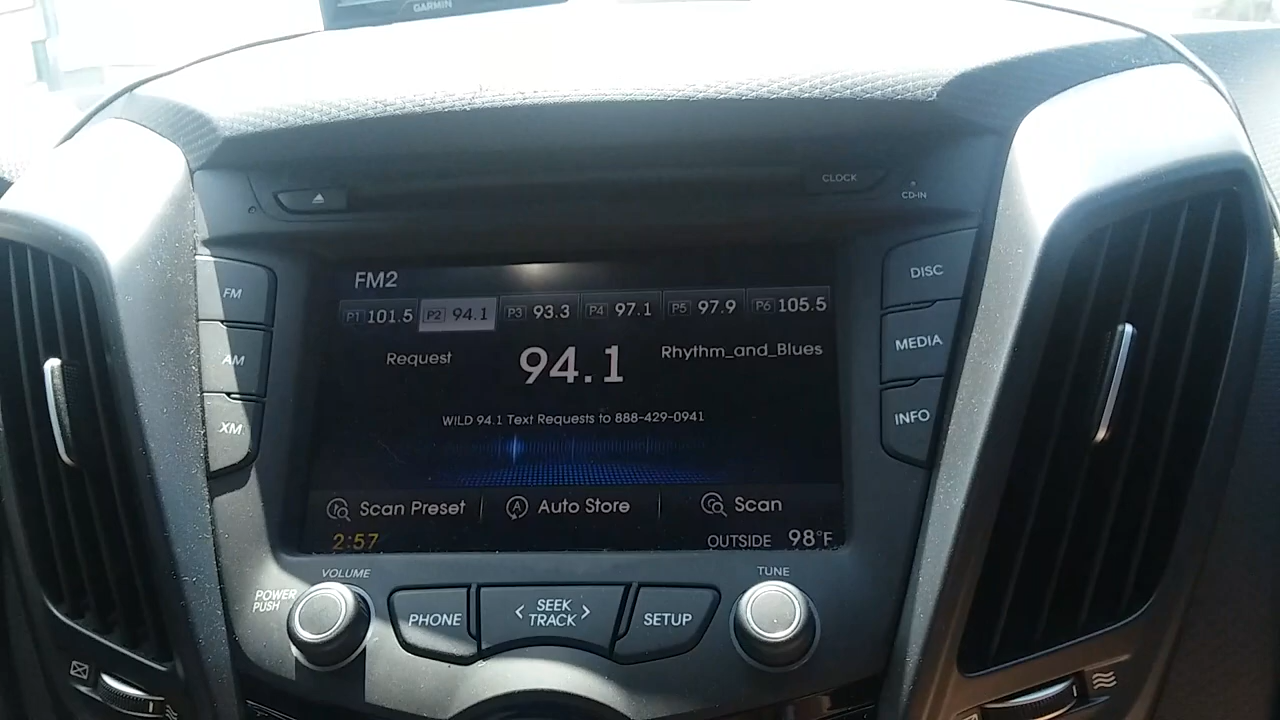 GARMIN
CLOCK
CD-IN
FM
AM
XM
DISC
MEDIA
INFO
FM2
P1 101.5 P2 94.1 P3 93.3 P4 97.1 P5 97.9 P6 105.5
Request 94.1 Rhythm_and_Blues
WILD 94.1 Text Requests to 888-429-0941
Scan Preset Auto Store Scan
2:57 OUTSIDE 98°F
VOLUME
POWER
PUSH
PHONE
< SEEK >
TRACK
SETUP
TUNE